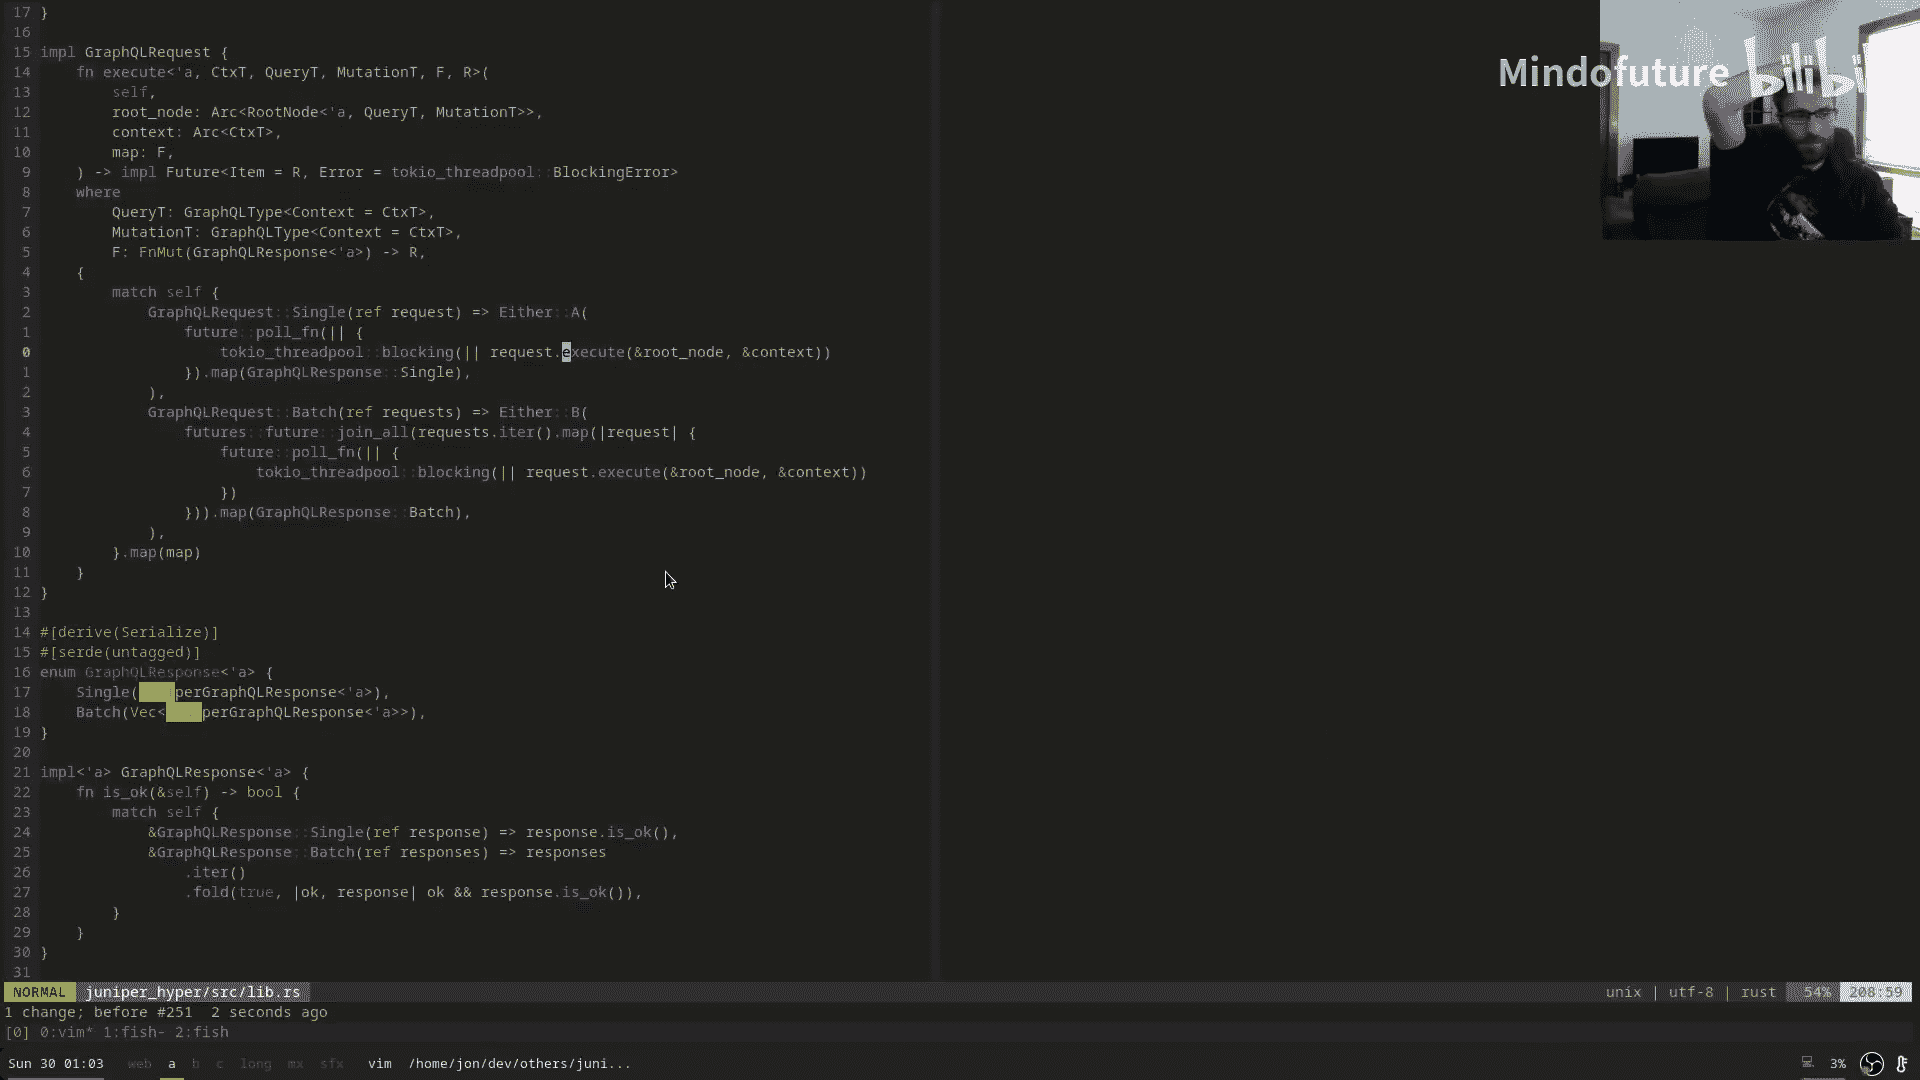 17 }
16
15 impl GraphQLRequest {
14     fn execute<'a, CtxT, QueryT, MutationT, F, R>(
13         self,
12         root_node: Arc<RootNode<'a, QueryT, MutationT>>,
11         context: Arc<CtxT>,
10         map: F,
9     ) -> impl Future<Item = R, Error = tokio_threadpool::BlockingError>
8     where
7         QueryT: GraphQLType<Context = CtxT>,
6         MutationT: GraphQLType<Context = CtxT>,
5         F: FnMut(GraphQLResponse<'a>) -> R,
4     {
3         match self {
2             GraphQLRequest::Single(ref request) => Either::A(
1                 future::poll_fn(|| {
0                     tokio_threadpool::blocking(|| request.execute(&root_node, &context))
1                 }).map(GraphQLResponse::Single),
2             ),
3             GraphQLRequest::Batch(ref requests) => Either::B(
4                 futures::future::join_all(requests.iter().map(|request| {
5                     future::poll_fn(|| {
6                         tokio_threadpool::blocking(|| request.execute(&root_node, &context))
7                     })
8                 })).map(GraphQLResponse::Batch),
9             ),
10         }.map(map)
11     }
12 }
13
14 #[derive(Serialize)]
15 #[serde(untagged)]
16 enum GraphQLResponse<'a> {
17     Single(perGraphQLResponse<'a>),
18     Batch(Vec<perGraphQLResponse<'a>>),
19 }
20
21 impl<'a> GraphQLResponse<'a> {
22     fn is_ok(&self) -> bool {
23         match self {
24             &GraphQLResponse::Single(ref response) => response.is_ok(),
25             &GraphQLResponse::Batch(ref responses) => responses
26                 .iter()
27                 .fold(true, |ok, response| ok && response.is_ok()),
28         }
29     }
30 }
31
NORMAL juniper_hyper/src/lib.rs unix | utf-8 | rust 54% 208:59
1 change; before #251  2 seconds ago
[0] 0:vim* 1:fish- 2:fish
Sun 30 01:03 web a b c long mx sfx vim /home/jon/dev/others/juni... 3%
Mindofuture bilibi